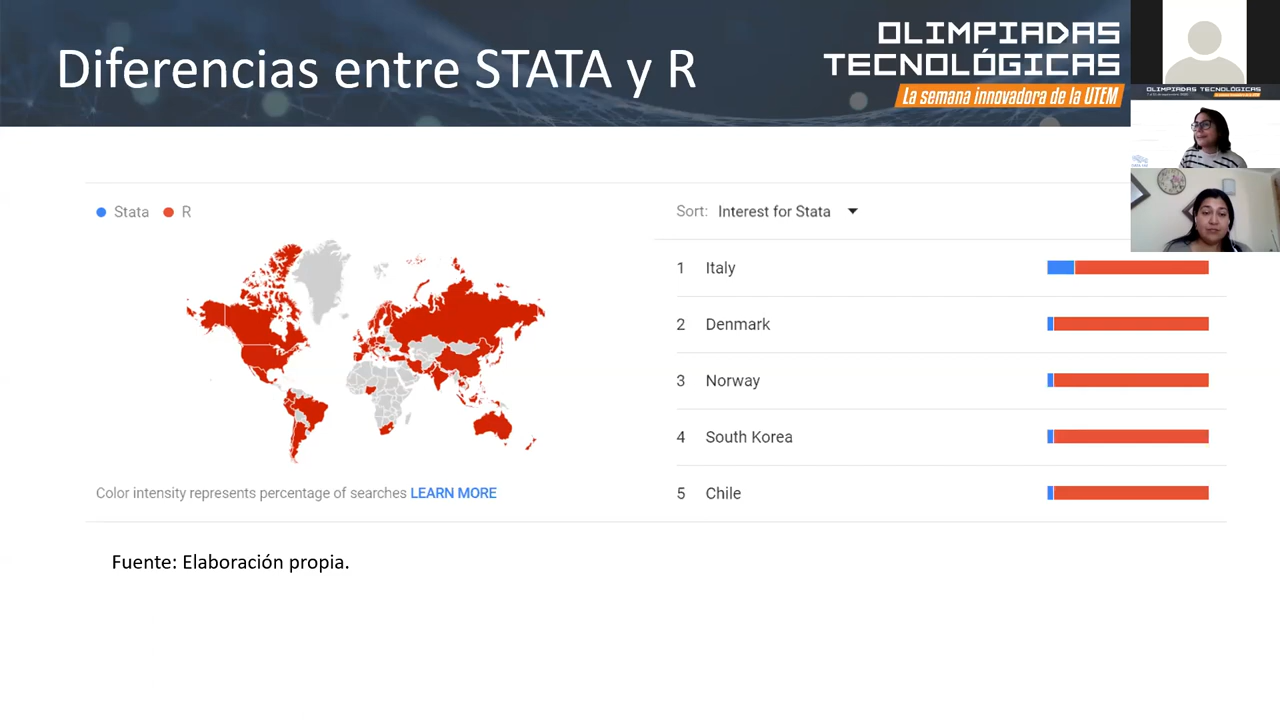 Diferencias entre STATA y R
OLIMPIADAS
TECNOLÓGICAS
La semana innovadora de la UTEM
OLIMPIADAS TECNOLÓGICAS
Stata
R
Sort: Interest for Stata
1 Italy
2 Denmark
3 Norway
4 South Korea
5 Chile
Color intensity represents percentage of searches LEARN MORE
Fuente: Elaboración propia.